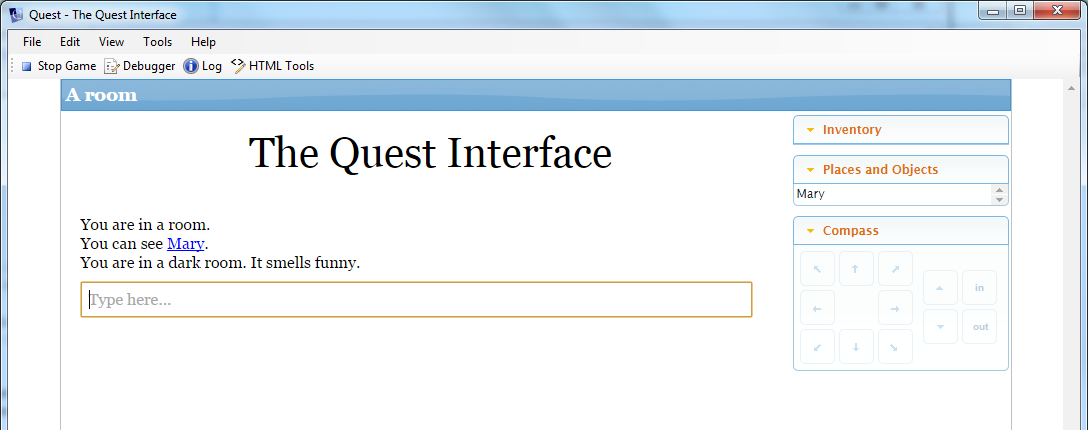 Quest - The Quest Interface
File Edit View Tools Help
Stop Game Debugger Log HTML Tools
A room
The Quest Interface
You are in a room.
You can see Mary.
You are in a dark room. It smells funny.
Type here...
Inventory
Places and Objects
Mary
Compass
in
out